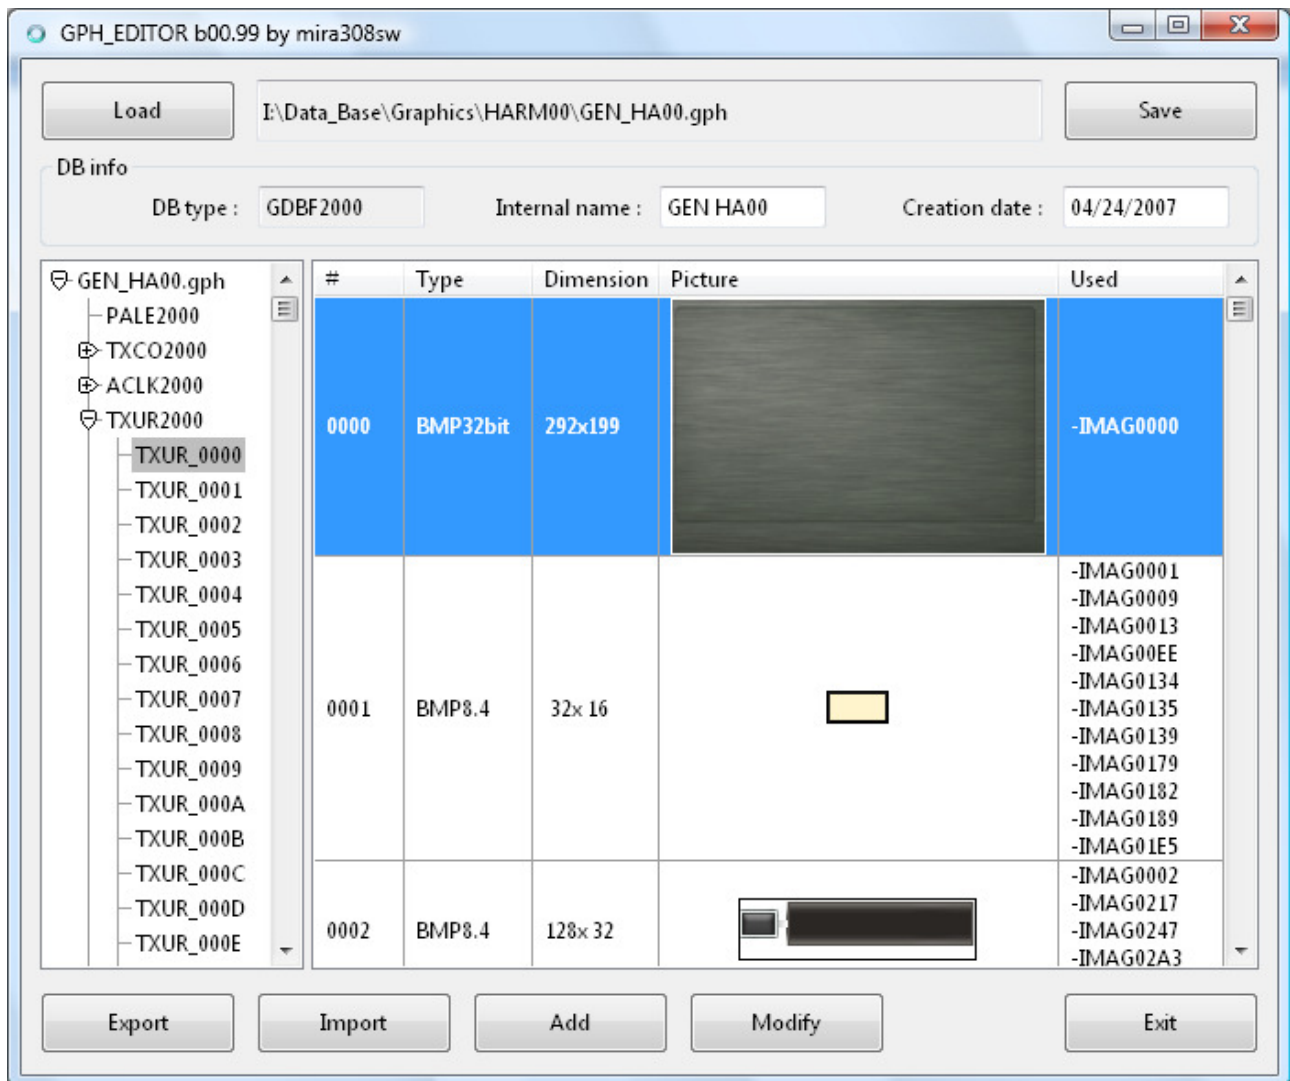 GPH_EDITOR b00.99 by mira308sw
Load
I:\Data_Base\Graphics\HARM00\GEN_HA00.gph
Save
DB info
DB type :
GDBF2000
Internal name :
GEN HA00
Creation date :
04/24/2007
GEN_HA00.gph
PALE2000
TXCO2000
ACLK2000
TXUR2000
TXUR_0000
TXUR_0001
TXUR_0002
TXUR_0003
TXUR_0004
TXUR_0005
TXUR_0006
TXUR_0007
TXUR_0008
TXUR_0009
TXUR_000A
TXUR_000B
TXUR_000C
TXUR_000D
TXUR_000E
# Type Dimension Picture Used
0000 BMP32bit 292x199 -IMAG0000
0001 BMP8.4 32x 16
-IMAG0001
-IMAG0009
-IMAG0013
-IMAG00EE
-IMAG0134
-IMAG0135
-IMAG0139
-IMAG0179
-IMAG0182
-IMAG0189
-IMAG01E5
0002 BMP8.4 128x 32
-IMAG0002
-IMAG0217
-IMAG0247
-IMAG02A3
Export
Import
Add
Modify
Exit